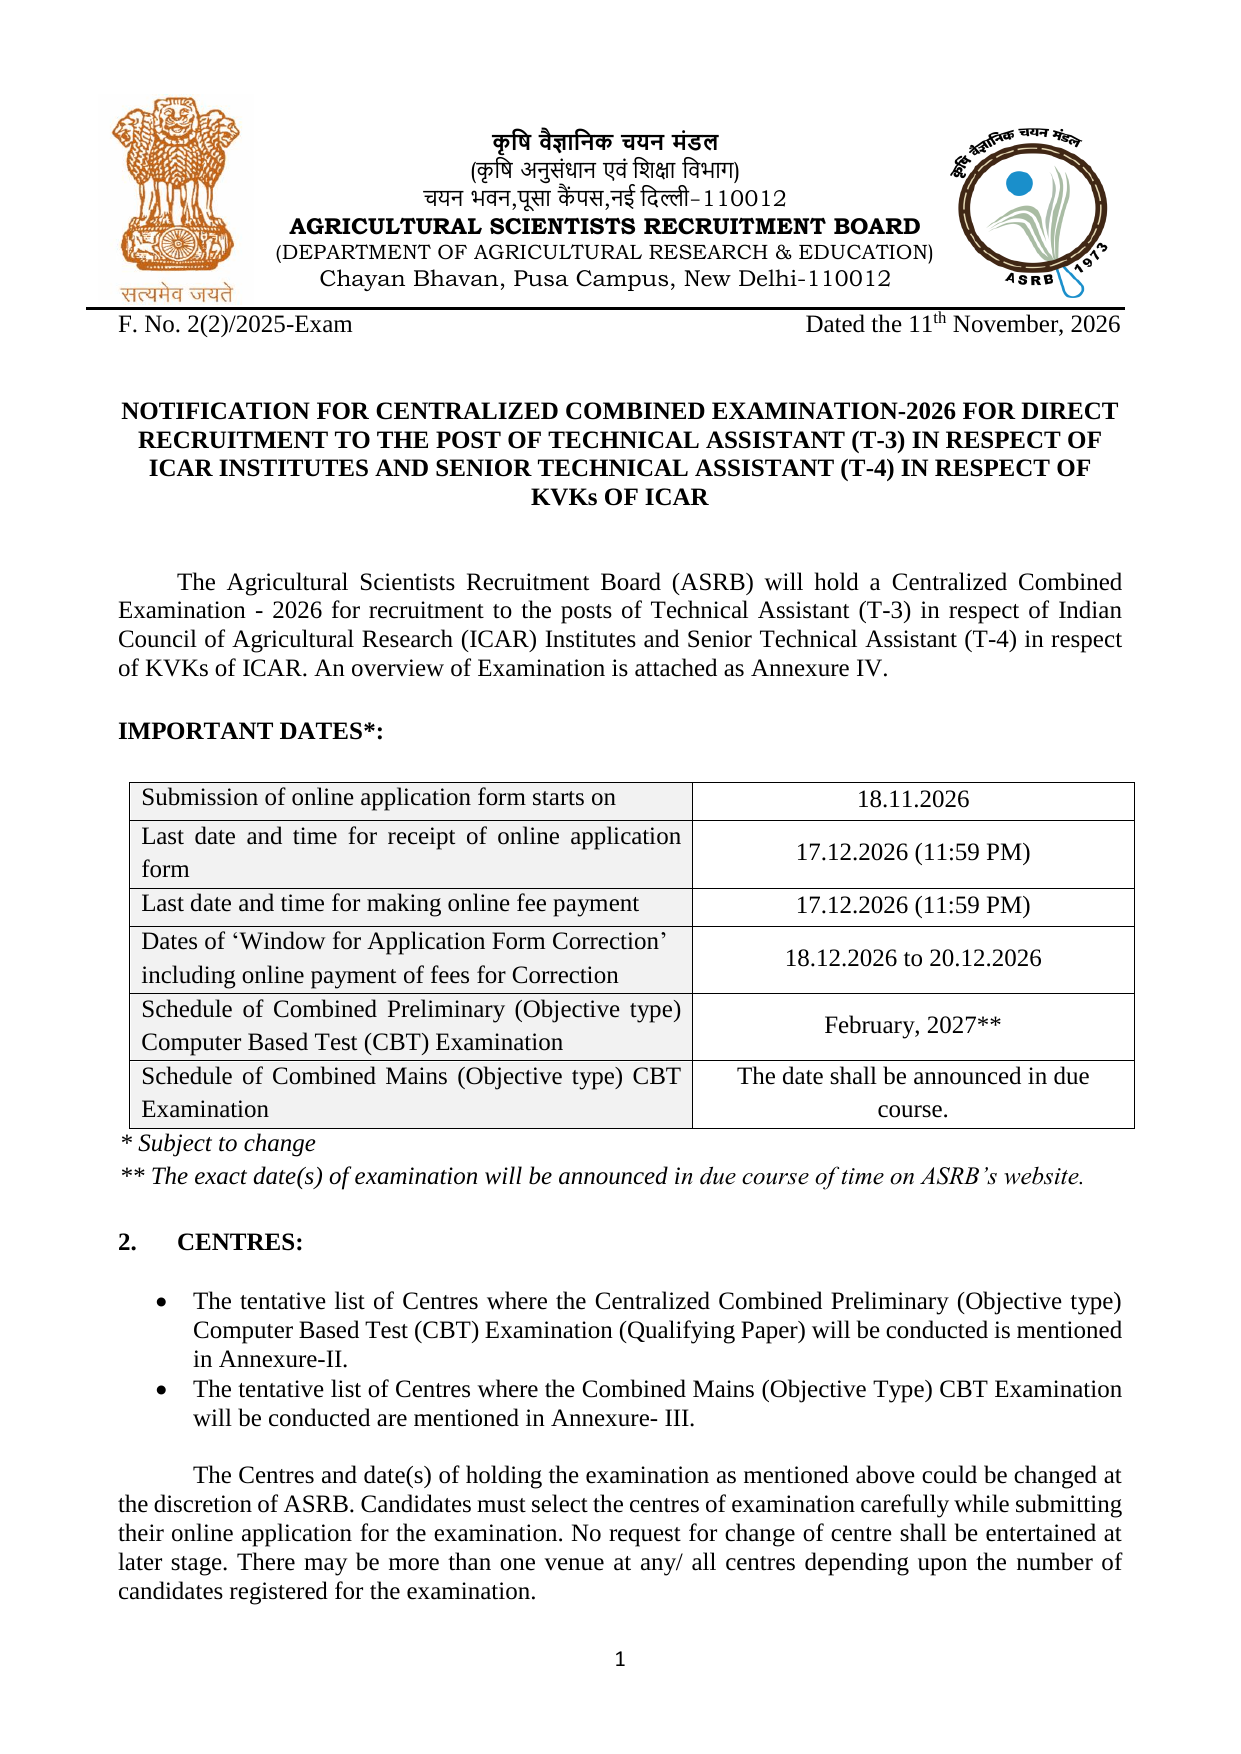 सत्यमेव जयते
कृषि वैज्ञानिक चयन मंडल
(कृषि अनुसंधान एवं शिक्षा विभाग)
चयन भवन,पूसा कैंपस,नई दिल्ली-110012
AGRICULTURAL SCIENTISTS RECRUITMENT BOARD
(DEPARTMENT OF AGRICULTURAL RESEARCH & EDUCATION)
Chayan Bhavan, Pusa Campus, New Delhi-110012
कृषि वैज्ञानिक चयन मंडल
ASRB 1973
F. No. 2(2)/2025-Exam Dated the 11th November, 2026
NOTIFICATION FOR CENTRALIZED COMBINED EXAMINATION-2026 FOR DIRECT
RECRUITMENT TO THE POST OF TECHNICAL ASSISTANT (T-3) IN RESPECT OF
ICAR INSTITUTES AND SENIOR TECHNICAL ASSISTANT (T-4) IN RESPECT OF
KVKs OF ICAR
The Agricultural Scientists Recruitment Board (ASRB) will hold a Centralized Combined
Examination - 2026 for recruitment to the posts of Technical Assistant (T-3) in respect of Indian
Council of Agricultural Research (ICAR) Institutes and Senior Technical Assistant (T-4) in respect
of KVKs of ICAR. An overview of Examination is attached as Annexure IV.
IMPORTANT DATES*:
Submission of online application form starts on 18.11.2026
Last date and time for receipt of online application
form
17.12.2026 (11:59 PM)
Last date and time for making online fee payment 17.12.2026 (11:59 PM)
Dates of ‘Window for Application Form Correction’
including online payment of fees for Correction
18.12.2026 to 20.12.2026
Schedule of Combined Preliminary (Objective type)
Computer Based Test (CBT) Examination
February, 2027**
Schedule of Combined Mains (Objective type) CBT
Examination
The date shall be announced in due
course.
* Subject to change
** The exact date(s) of examination will be announced in due course of time on ASRB’s website.
2. CENTRES:
• The tentative list of Centres where the Centralized Combined Preliminary (Objective type)
Computer Based Test (CBT) Examination (Qualifying Paper) will be conducted is mentioned
in Annexure-II.
• The tentative list of Centres where the Combined Mains (Objective Type) CBT Examination
will be conducted are mentioned in Annexure- III.
The Centres and date(s) of holding the examination as mentioned above could be changed at
the discretion of ASRB. Candidates must select the centres of examination carefully while submitting
their online application for the examination. No request for change of centre shall be entertained at
later stage. There may be more than one venue at any/ all centres depending upon the number of
candidates registered for the examination.
1